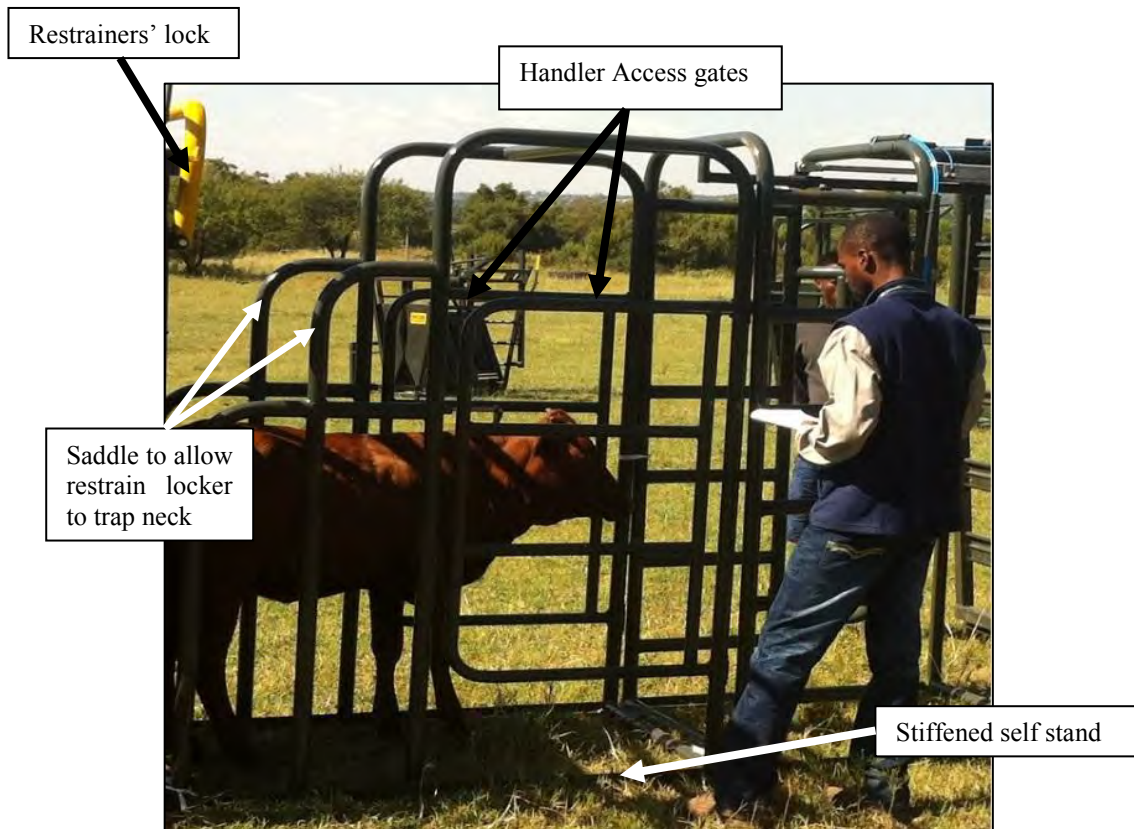 Restrainers’ lock
Handler Access gates
Saddle to allow
restrain locker
to trap neck
Stiffened self stand